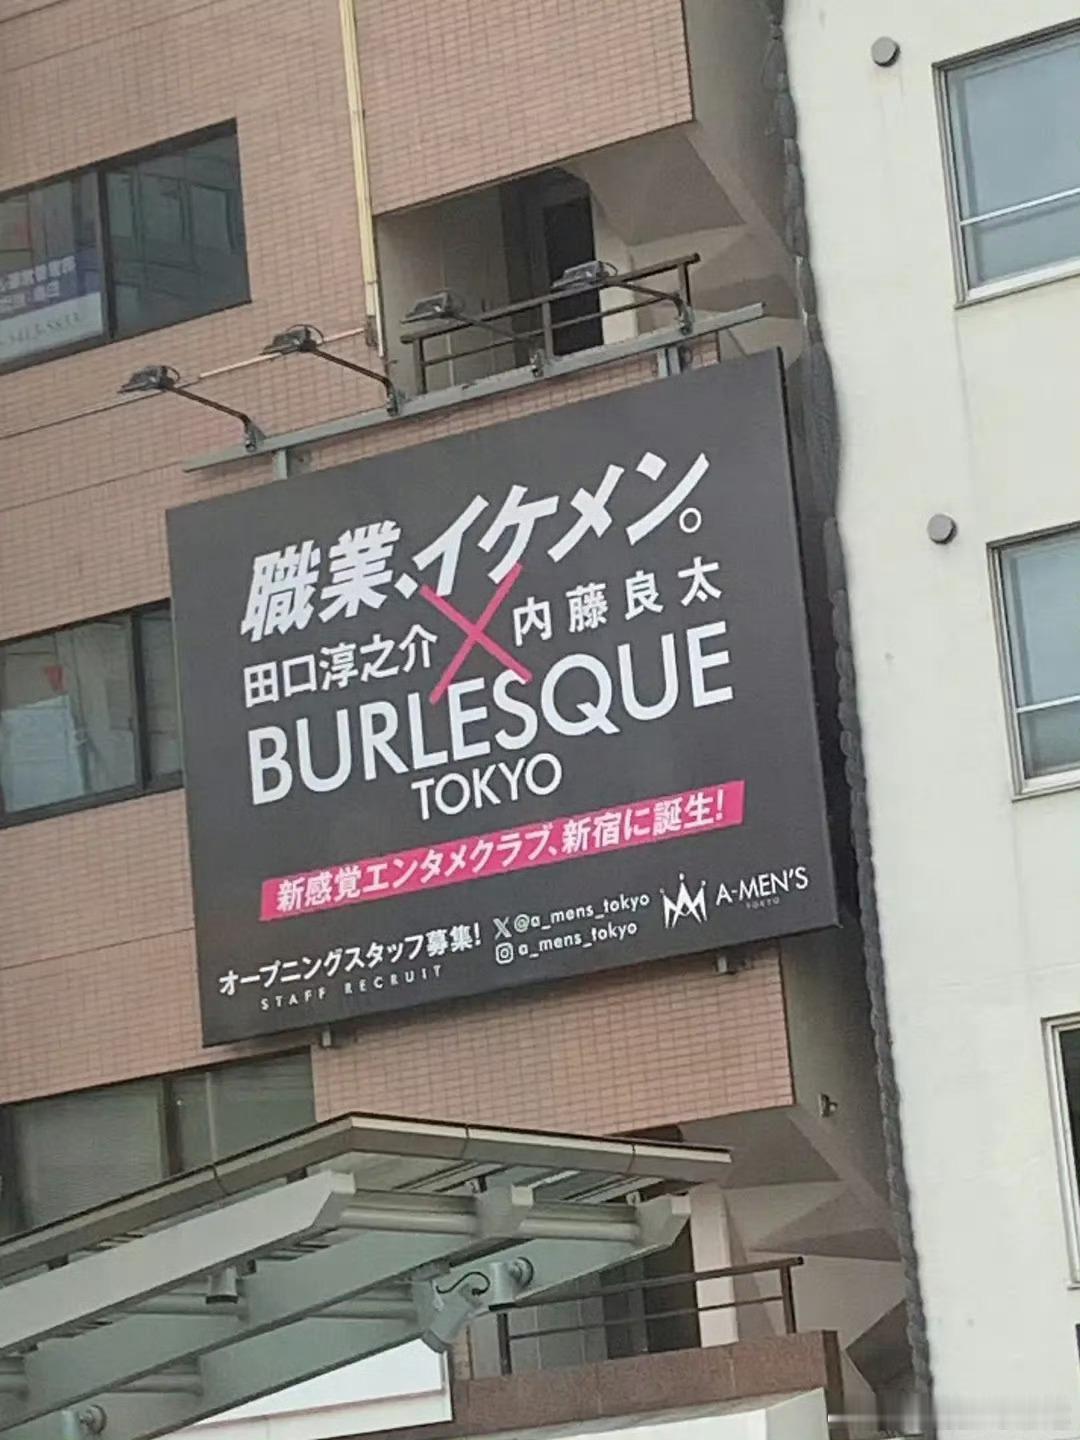 職業、イケメン。
田口淳之介 × 内藤良太
BURLESQUE
TOKYO
新感覚エンタメクラブ、新宿に誕生!
オープニングスタッフ募集!
STAFF RECRUIT
X @a_mens_tokyo
a_mens_tokyo
A-MEN'S
TOKYO